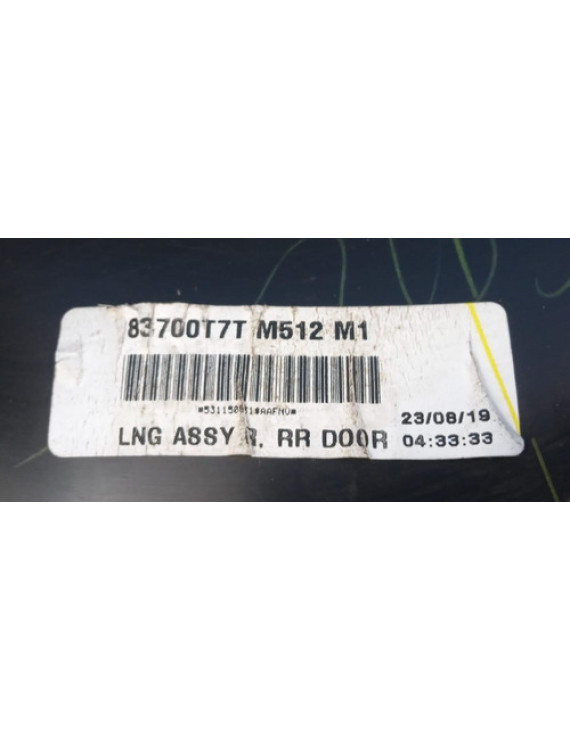 83700T7T M512 M1
LNG ASSY R, RR DOOR
23/08/19
04:33:33